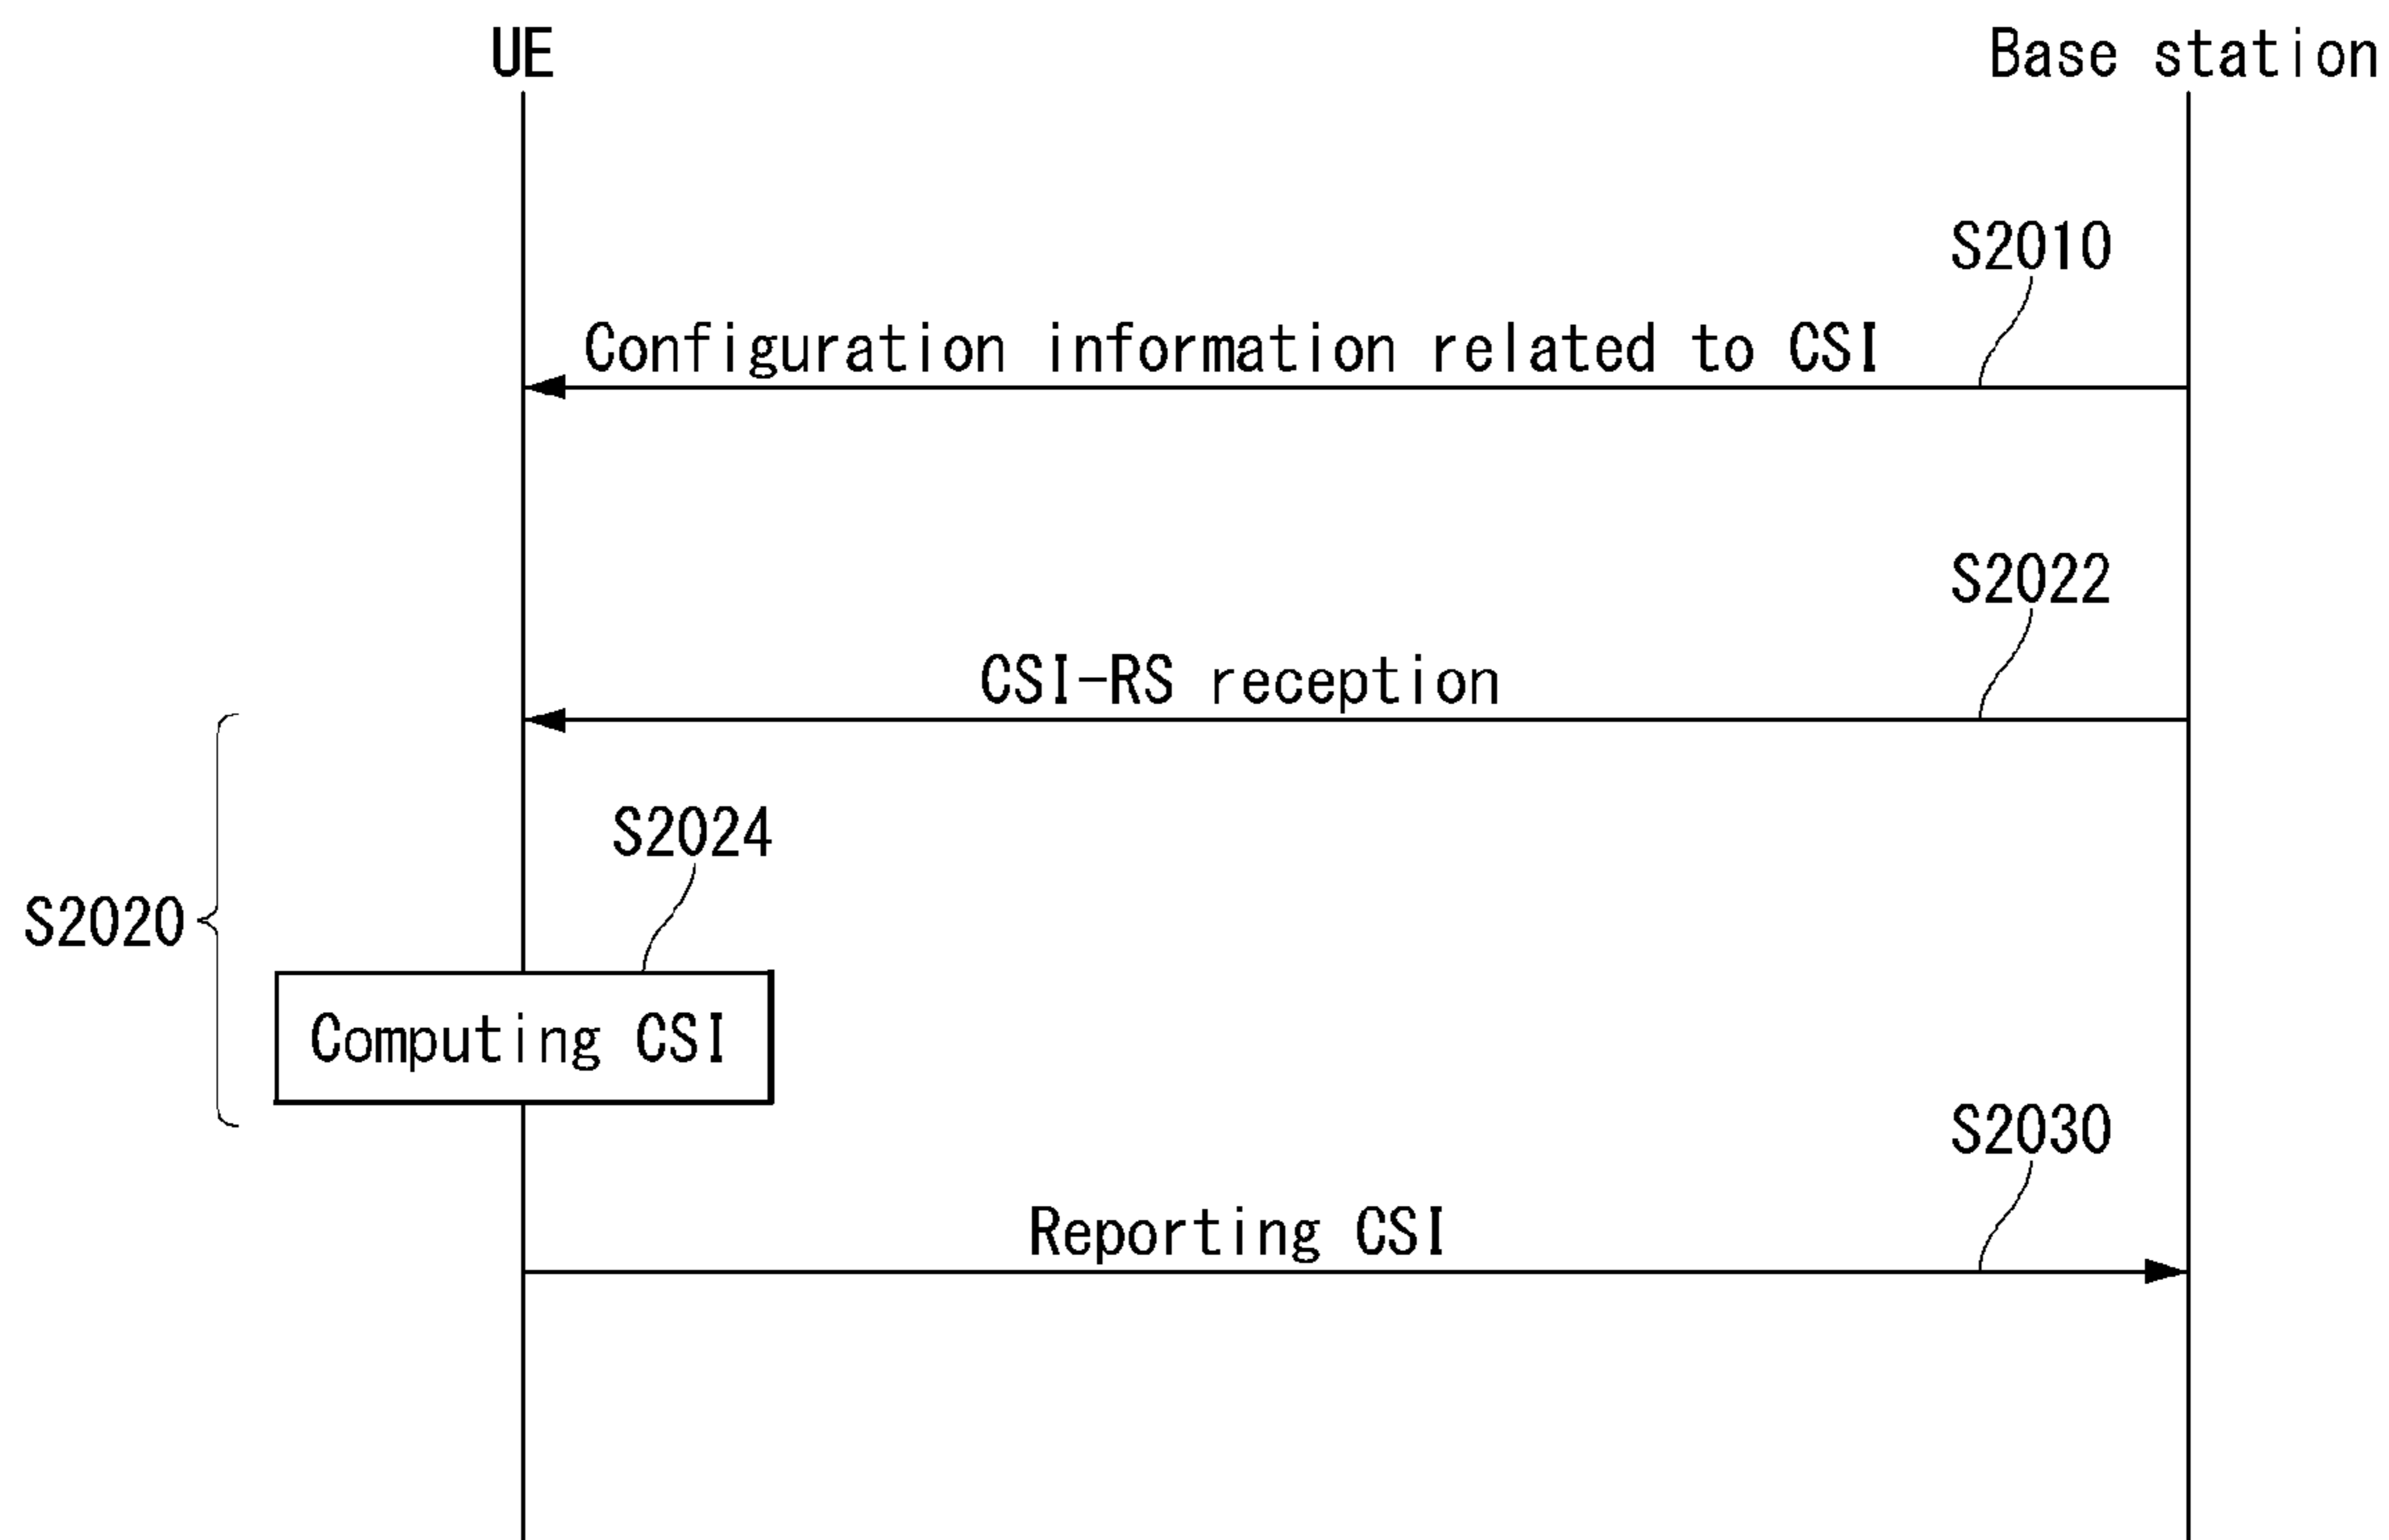 UE
Base station
S2010
Configuration information related to CSI
S2022
CSI-RS reception
S2024
S2020
Computing CSI
S2030
Reporting CSI